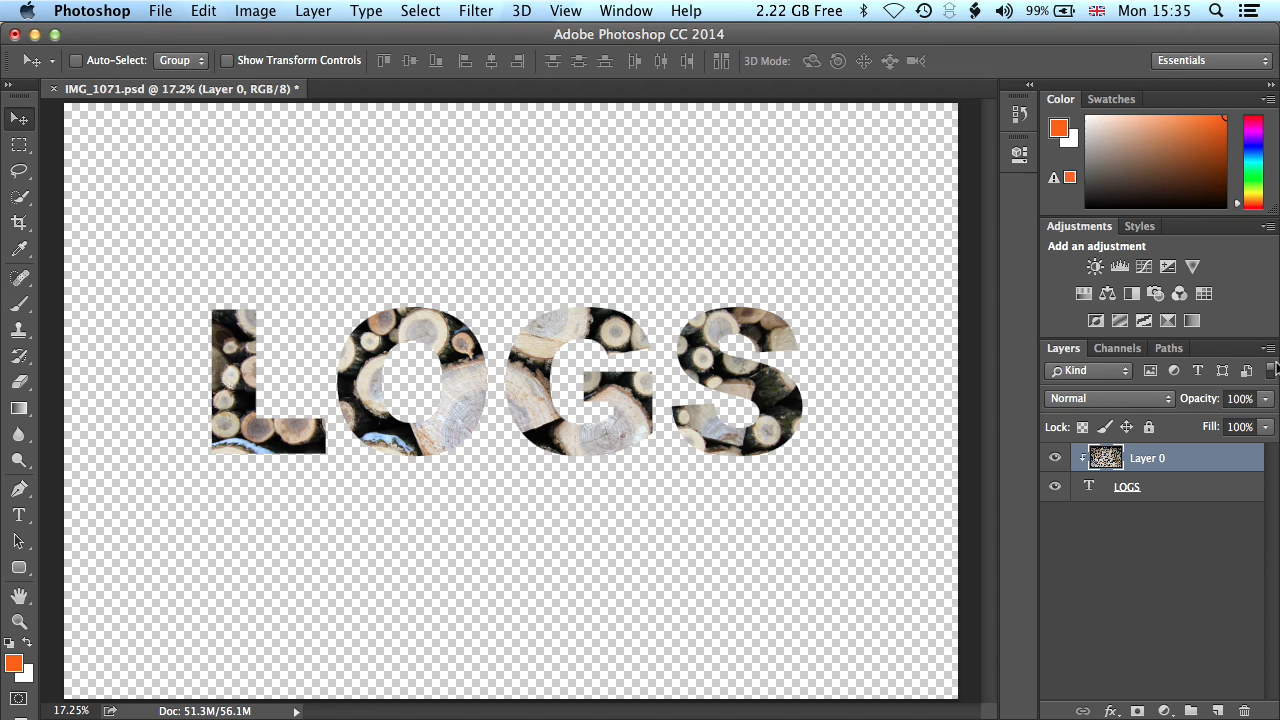 Photoshop File Edit Image Layer Type Select Filter 3D View Window Help 2.22 GB Free 99% Mon 15:35
Adobe Photoshop CC 2014
Auto-Select: Group Show Transform Controls 3D Mode: Essentials
IMG_1071.psd @ 17.2% (Layer 0, RGB/8) *
Color Swatches
Adjustments Styles
Add an adjustment
LOGS
Layers Channels Paths
Kind
Normal Opacity: 100%
Lock: Fill: 100%
Layer 0
T LOGS
17.25% Doc: 51.3M/56.1M